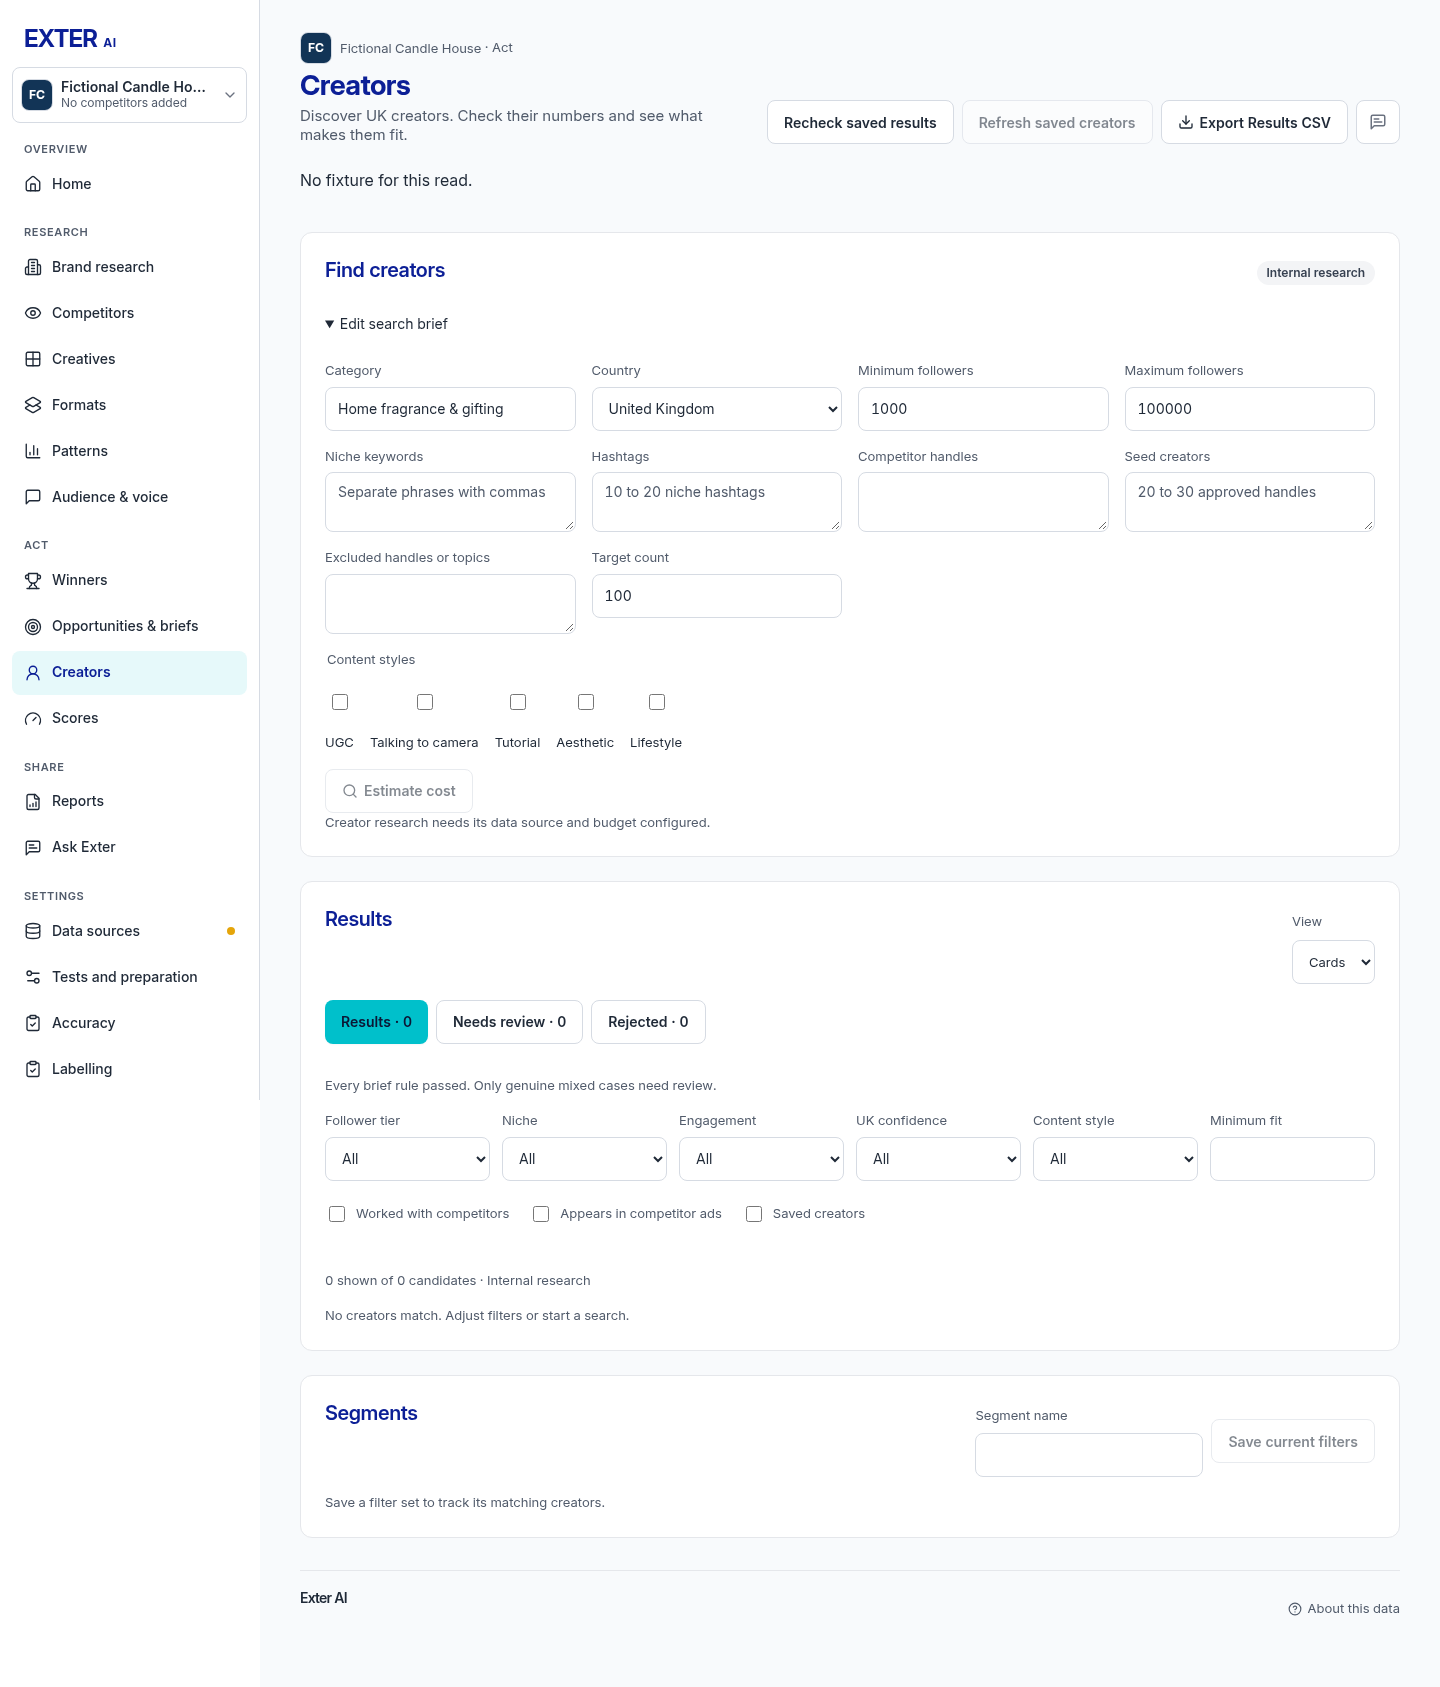 EXTER AI
FC
Fictional Candle Ho...
No competitors added
OVERVIEW
Home
RESEARCH
Brand research
Competitors
Creatives
Formats
Patterns
Audience & voice
ACT
Winners
Opportunities & briefs
Creators
Scores
SHARE
Reports
Ask Exter
SETTINGS
Data sources
Tests and preparation
Accuracy
Labelling
FC Fictional Candle House · Act
Creators
Discover UK creators. Check their numbers and see what
makes them fit.
Recheck saved results Refresh saved creators Export Results CSV
No fixture for this read.
Find creators Internal research
▼ Edit search brief
Category Country Minimum followers Maximum followers
Home fragrance & gifting United Kingdom 1000 100000
Niche keywords Hashtags Competitor handles Seed creators
Separate phrases with commas 10 to 20 niche hashtags 20 to 30 approved handles
Excluded handles or topics Target count
100
Content styles
UGC Talking to camera Tutorial Aesthetic Lifestyle
Estimate cost
Creator research needs its data source and budget configured.
Results View
Cards
Results · 0 Needs review · 0 Rejected · 0
Every brief rule passed. Only genuine mixed cases need review.
Follower tier Niche Engagement UK confidence Content style Minimum fit
All All All All All
Worked with competitors Appears in competitor ads Saved creators
0 shown of 0 candidates · Internal research
No creators match. Adjust filters or start a search.
Segments Segment name
Save current filters
Save a filter set to track its matching creators.
Exter AI
About this data